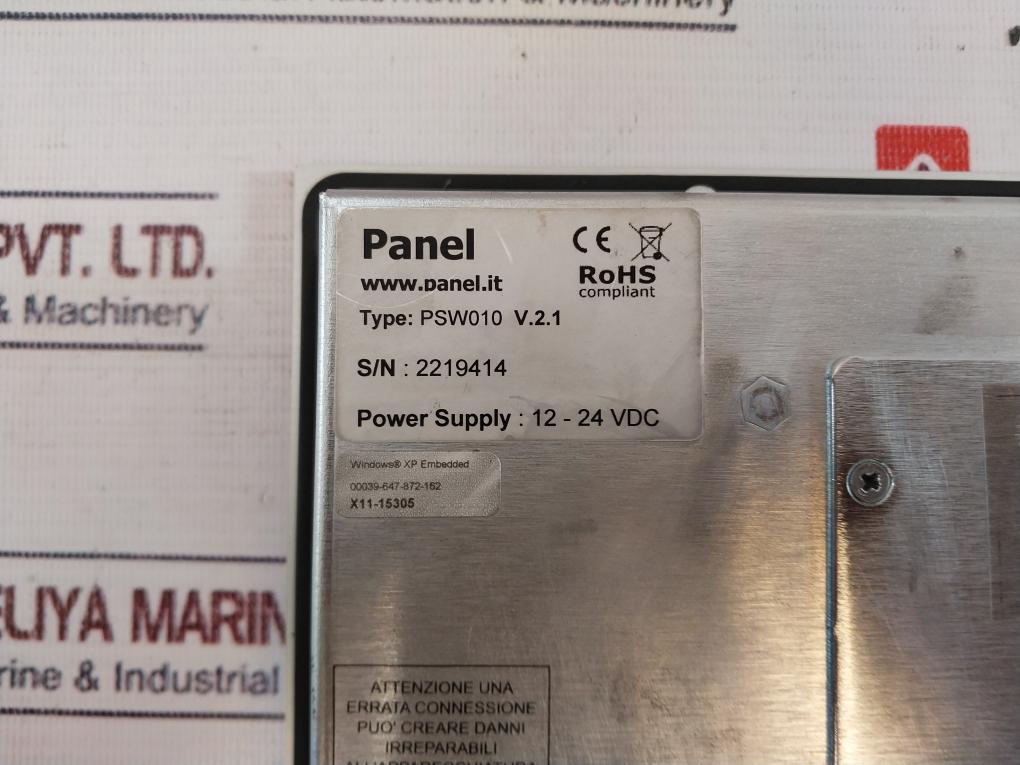 PVT. LTD.
& Machinery
ELIYA MARIN
rine & Industrial
Panel
www.panel.it
CE
RoHS
compliant
Type: PSW010 V.2.1
S/N : 2219414
Power Supply : 12 - 24 VDC
Windows® XP Embedded
00039-647-872-162
X11-15305
ATTENZIONE UNA
ERRATA CONNESSIONE
PUO' CREARE DANNI
IRREPARABILI
ALL'APPARECCHIATURA